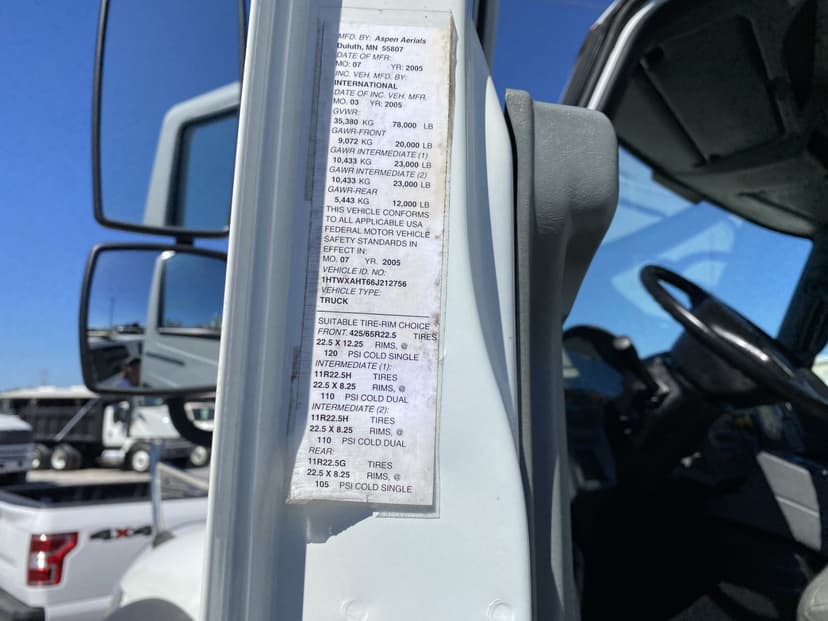 MFD. BY: Aspen Aerials
Duluth, MN 55807
DATE OF MFR:
MO: 07 YR: 2005
INC. VEH. MFD. BY:
INTERNATIONAL
DATE OF INC. VEH. MFR.
MO. 03 YR: 2005
GVWR:
35,380 KG 78,000 LB
GAWR-FRONT
9,072 KG 20,000 LB
GAWR INTERMEDIATE (1)
10,433 KG 23,000 LB
GAWR INTERMEDIATE (2)
10,433 KG 23,000 LB
GAWR-REAR
5,443 KG 12,000 LB
THIS VEHICLE CONFORMS
TO ALL APPLICABLE USA
FEDERAL MOTOR VEHICLE
SAFETY STANDARDS IN
EFFECT IN:
MO. 07 YR. 2005
VEHICLE ID. NO:
1HTWXAHT66J212756
VEHICLE TYPE:
TRUCK
SUITABLE TIRE-RIM CHOICE
FRONT. 425/65R22.5 TIRES
22.5 X 12.25 RIMS, @
120 PSI COLD SINGLE
INTERMEDIATE (1):
11R22.5H TIRES
22.5 X 8.25 RIMS, @
110 PSI COLD DUAL
INTERMEDIATE (2):
11R22.5H TIRES
22.5 X 8.25 RIMS, @
110 PSI COLD DUAL
REAR:
11R22.5G TIRES
22.5 X 8.25 RIMS, @
105 PSI COLD SINGLE
4X4